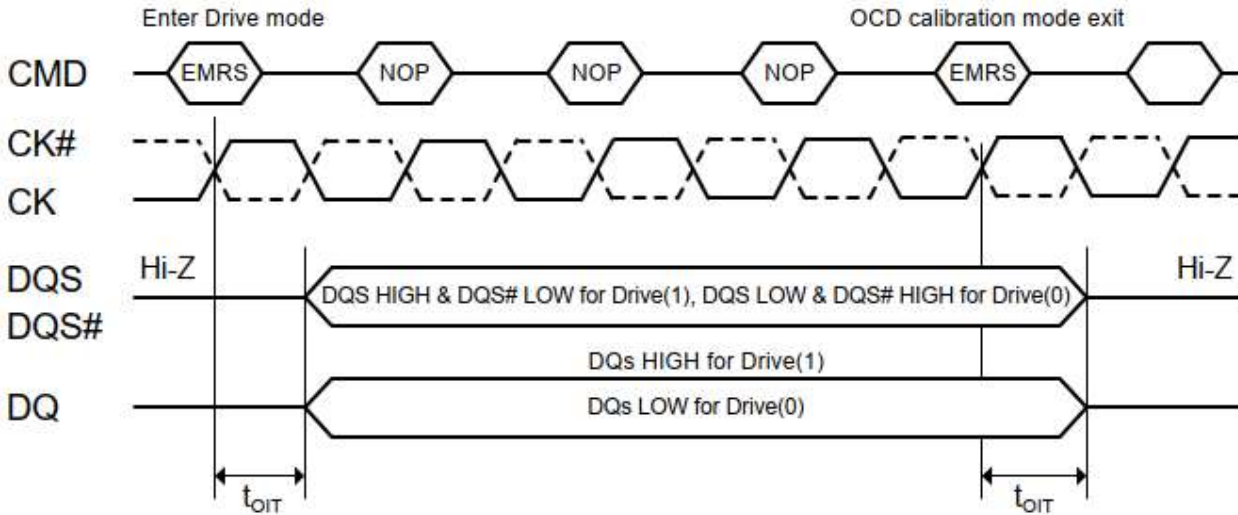 Enter Drive mode
OCD calibration mode exit
CMD
EMRS
NOP
NOP
NOP
EMRS
CK#
CK
DQS
DQS#
Hi-Z
Hi-Z
DQS HIGH & DQS# LOW for Drive(1), DQS LOW & DQS# HIGH for Drive(0)
DQs HIGH for Drive(1)
DQ
DQs LOW for Drive(0)
tOIT
tOIT